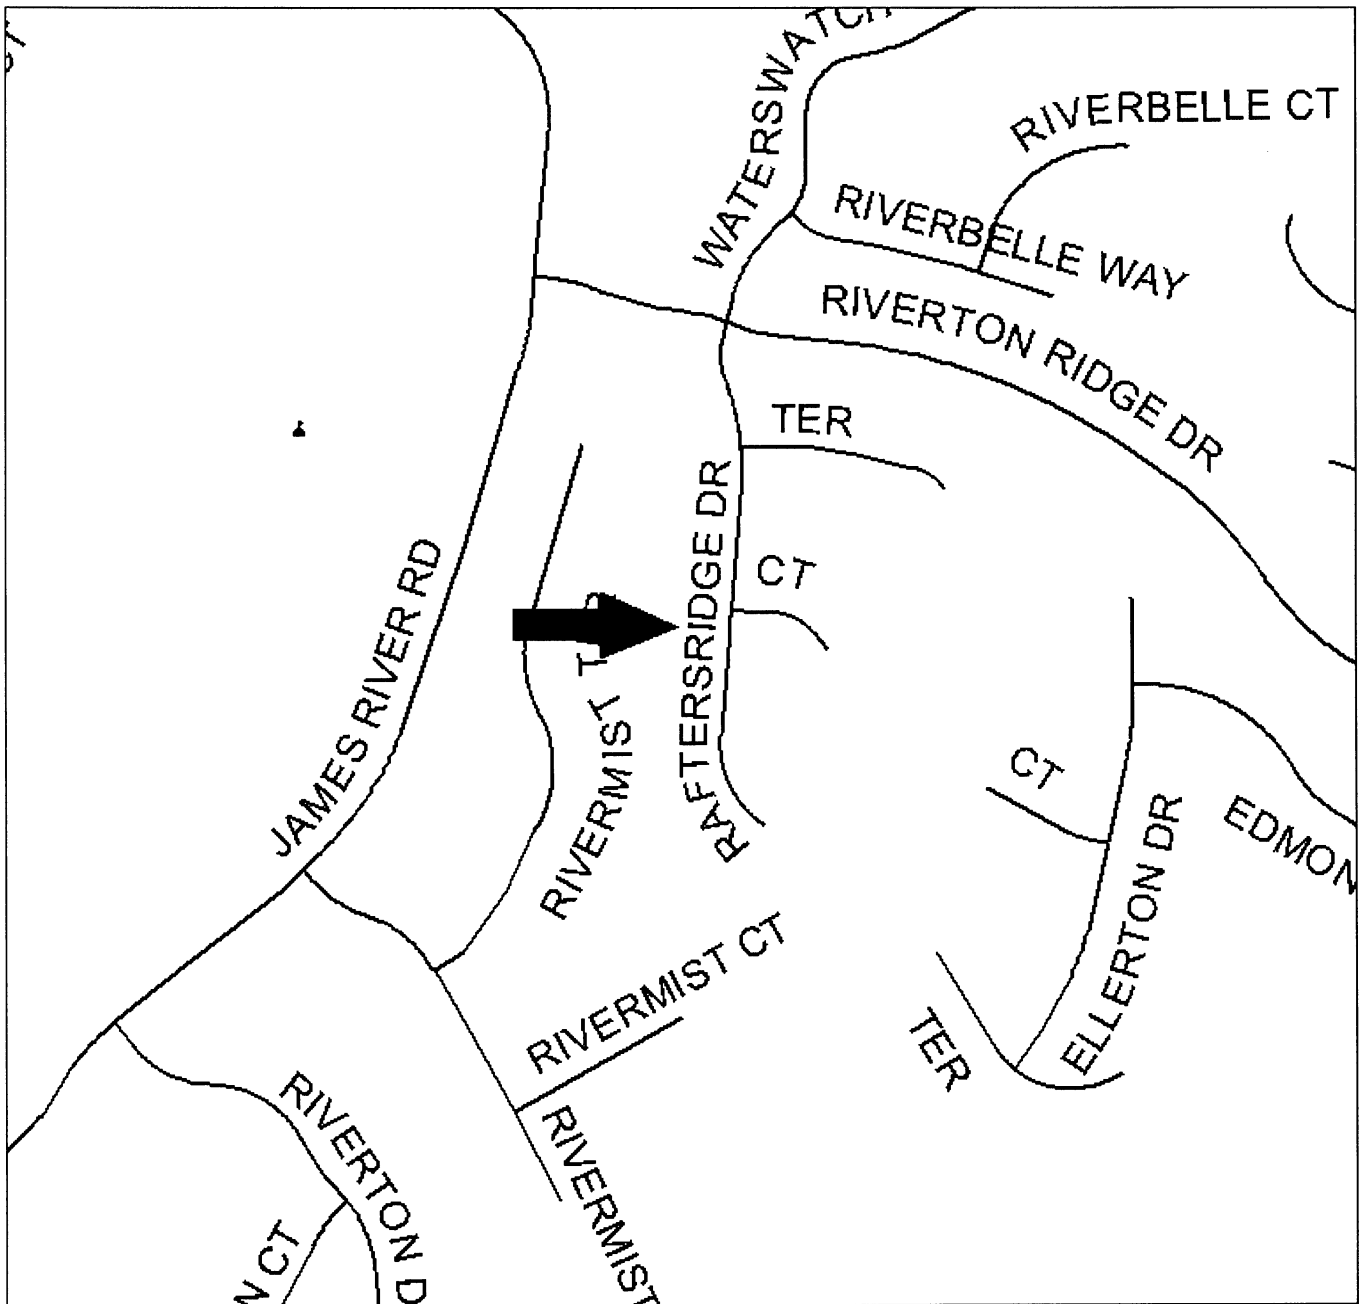 WATERSWATCH
RIVERBELLE CT
RIVERBELLE WAY
RIVERTON RIDGE DR
TER
RAFTERSRIDGE DR
CT
JAMES RIVER RD
RIVERMIST
CT
EDMON
ELLERTON DR
RIVERMIST CT
TER
RIVERTON D
RIVERMIST
N CT